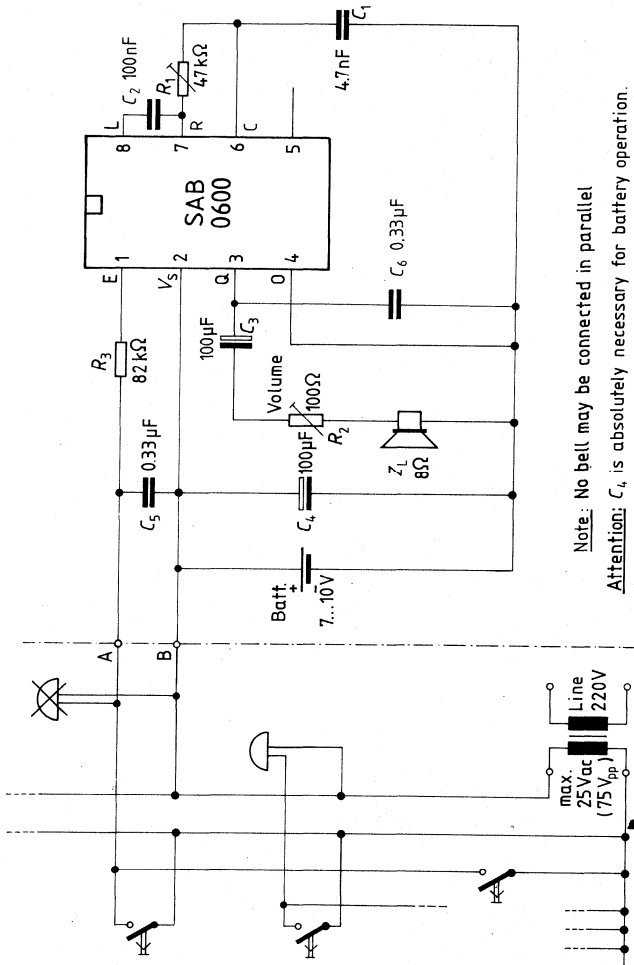 C2 100nF
R1
47kΩ
C1
4.7nF
L
R
C
8
7
6
5
SAB
0600
1
2
3
4
E
VS
Q
O
R3
82kΩ
100µF
C3
C6 0.33µF
Volume
100Ω
R2
ZL
8Ω
0.33µF
C5
100µF
C4
Batt.
+
-
7...10V
A
B
Line
220V
max.
25Vac
(75Vpp)
Note: No bell may be connected in parallel
Attention: C4 is absolutely necessary for battery operation.